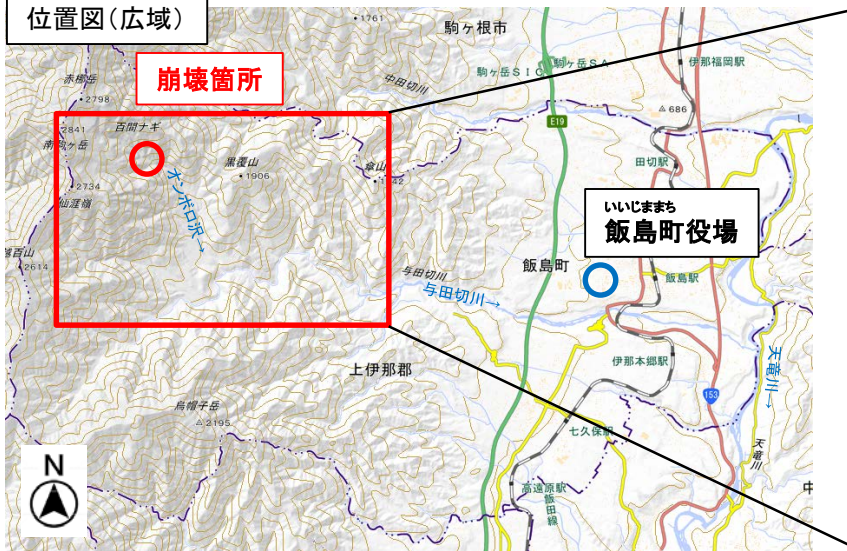 位置図(広域)
・1761
駒ヶ根市
駒ヶ岳SIC
駒ヶ岳SA
伊那福岡駅
赤椰岳
・2798
崩壊箇所
中田切川
△ 686
E19
2841
百間ナギ
南駒ヶ岳
黒覆山
・1906
傘山
田切駅
・2734
仙涯嶺
オンボロ沢→
いいじままち
飯島町役場
・2614
与田切川
飯島町
与田切川→
飯島駅
上伊那郡
伊那本郷駅
天竜川→
烏帽子岳
△2195
153
七久保駅
天竜川
N
高遠原駅
飯田線
中